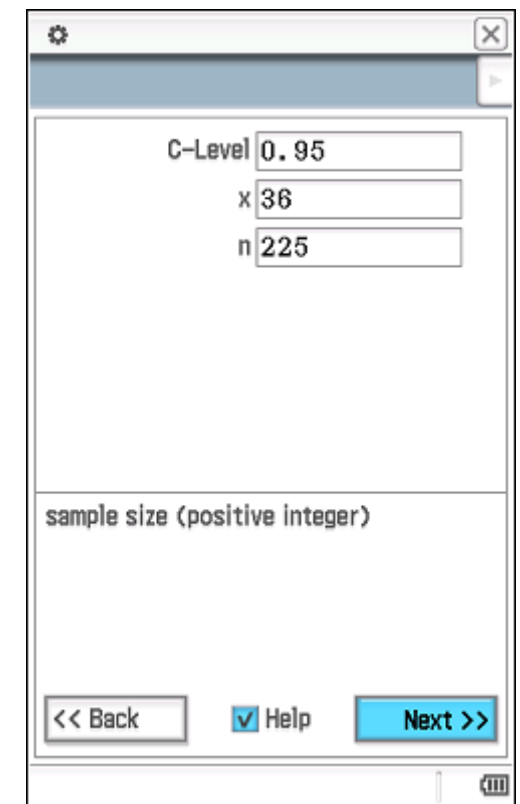 C-Level 0.95
x 36
n 225
sample size (positive integer)
<< Back Help Next >>